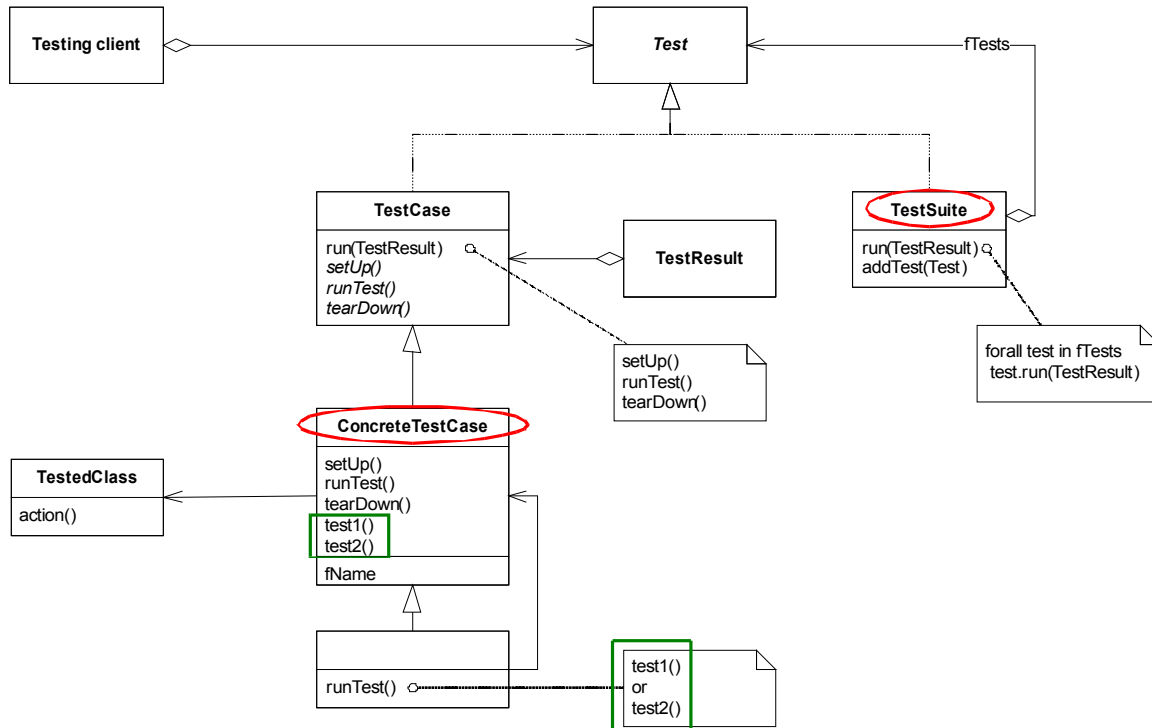 Testing client
Test
fTests
TestCase
run(TestResult)
setUp()
runTest()
tearDown()
TestResult
TestSuite
run(TestResult)
addTest(Test)
setUp()
runTest()
tearDown()
forall test in fTests
test.run(TestResult)
ConcreteTestCase
setUp()
runTest()
tearDown()
test1()
test2()
fName
TestedClass
action()
runTest()
test1()
or
test2()